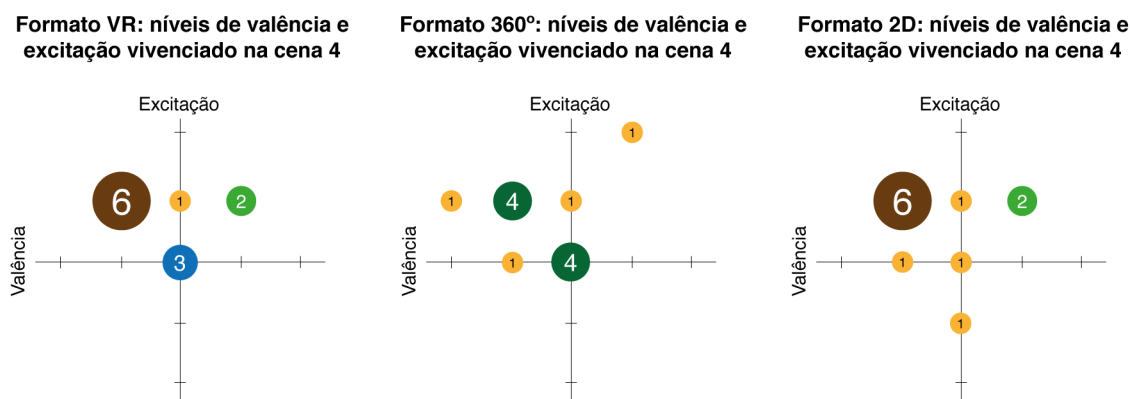 Formato VR: níveis de valência e
excitação vivenciado na cena 4
Excitação
Valência
6
1
2
3
Formato 360º: níveis de valência e
excitação vivenciado na cena 4
Excitação
Valência
1
1
4
1
1
4
Formato 2D: níveis de valência e
excitação vivenciado na cena 4
Excitação
Valência
6
1
2
1
1
1